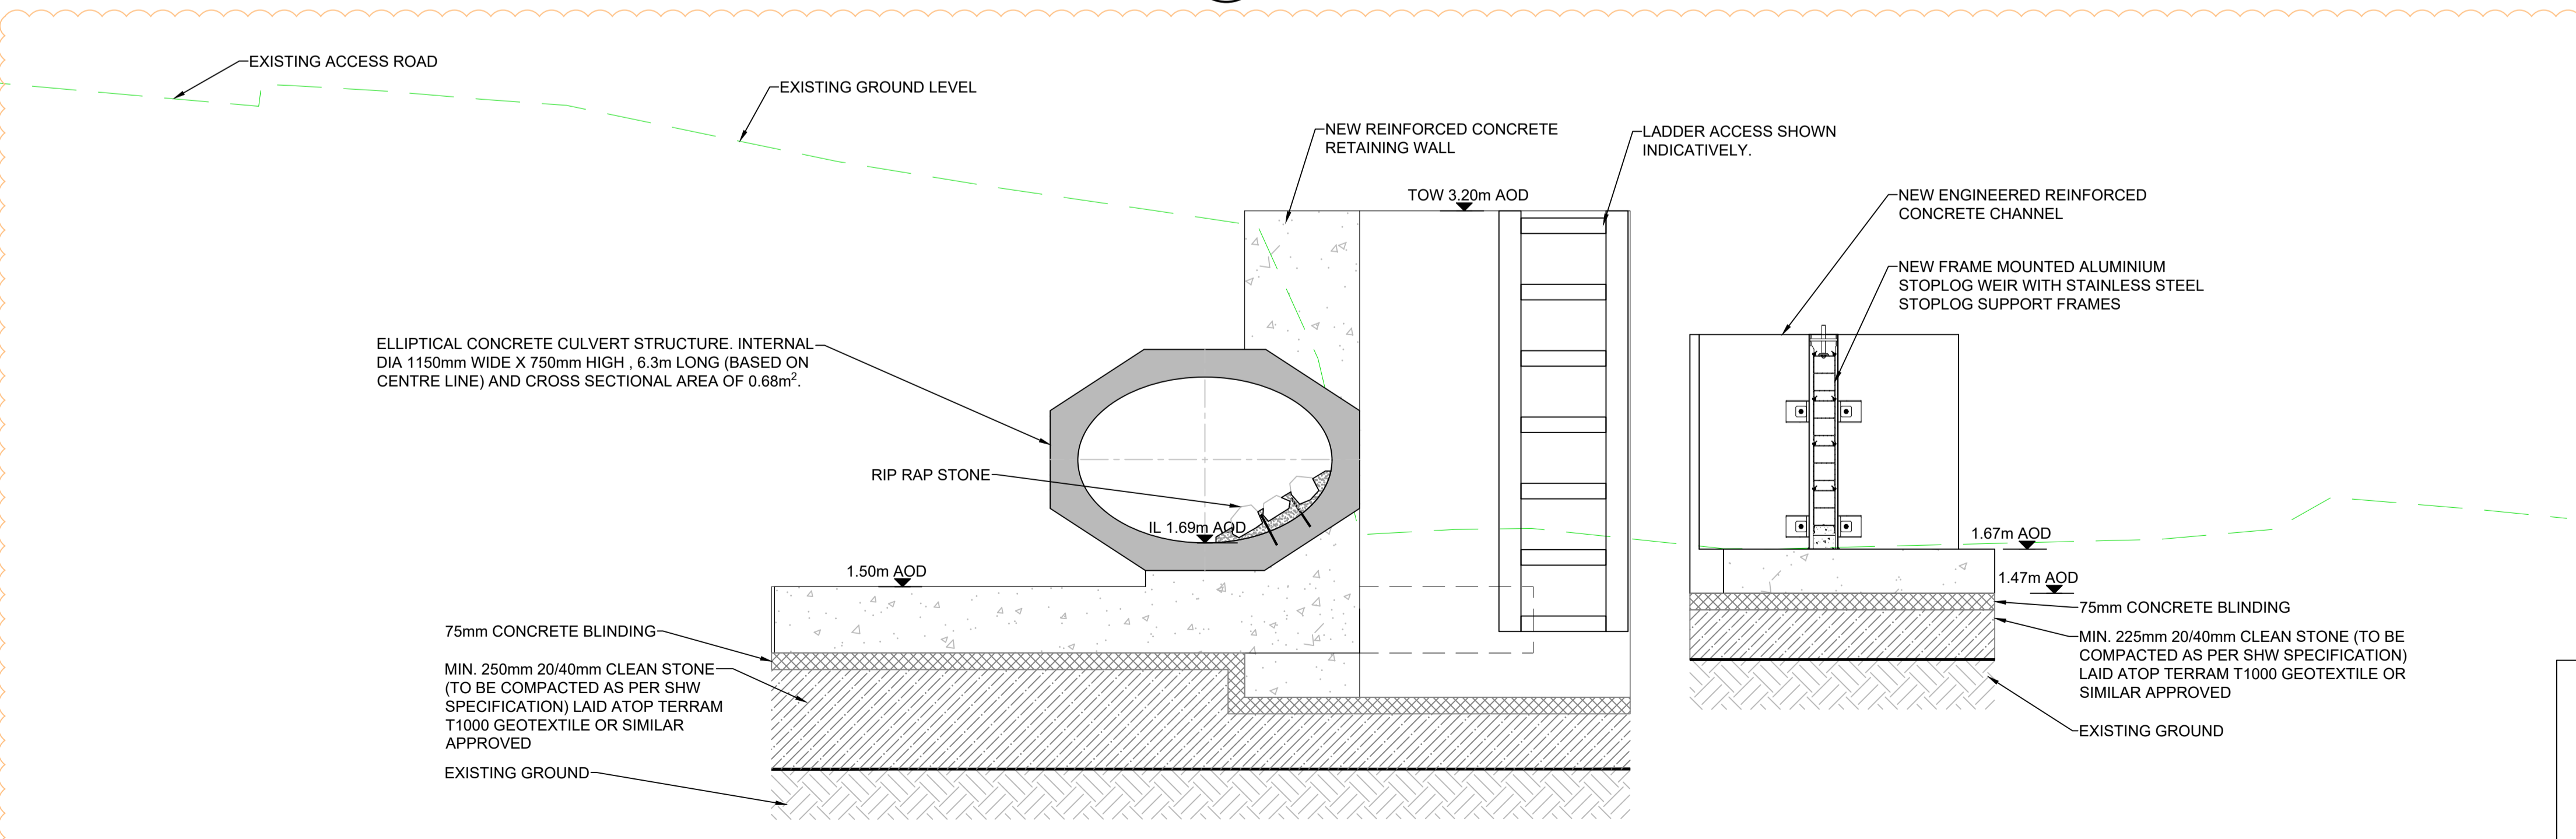 EXISTING ACCESS ROAD
EXISTING GROUND LEVEL
NEW REINFORCED CONCRETE
RETAINING WALL
LADDER ACCESS SHOWN
INDICATIVELY.
TOW 3.20m AOD
NEW ENGINEERED REINFORCED
CONCRETE CHANNEL
NEW FRAME MOUNTED ALUMINIUM
STOPLOG WEIR WITH STAINLESS STEEL
STOPLOG SUPPORT FRAMES
ELLIPTICAL CONCRETE CULVERT STRUCTURE. INTERNAL
DIA 1150mm WIDE X 750mm HIGH , 6.3m LONG (BASED ON
CENTRE LINE) AND CROSS SECTIONAL AREA OF 0.68m².
RIP RAP STONE
IL 1.69m AOD
1.50m AOD
1.67m AOD
1.47m AOD
75mm CONCRETE BLINDING
MIN. 250mm 20/40mm CLEAN STONE
(TO BE COMPACTED AS PER SHW
SPECIFICATION) LAID ATOP TERRAM
T1000 GEOTEXTILE OR SIMILAR
APPROVED
EXISTING GROUND
75mm CONCRETE BLINDING
MIN. 225mm 20/40mm CLEAN STONE (TO BE
COMPACTED AS PER SHW SPECIFICATION)
LAID ATOP TERRAM T1000 GEOTEXTILE OR
SIMILAR APPROVED
EXISTING GROUND